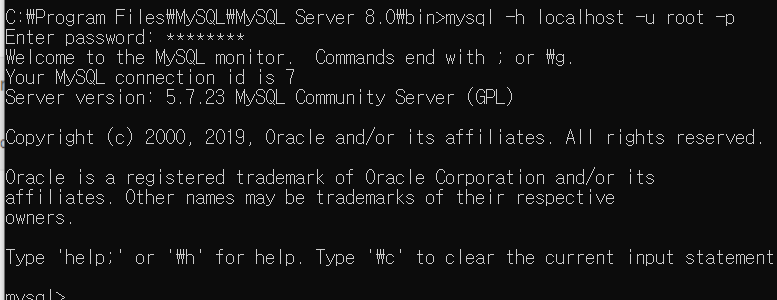 C:₩Program Files₩MySQL₩MySQL Server 8.0₩bin>mysql -h localhost -u root -p
Enter password: ********
Welcome to the MySQL monitor.  Commands end with ; or ₩g.
Your MySQL connection id is 7
Server version: 5.7.23 MySQL Community Server (GPL)
Copyright (c) 2000, 2019, Oracle and/or its affiliates. All rights reserved.
Oracle is a registered trademark of Oracle Corporation and/or its
affiliates. Other names may be trademarks of their respective
owners.
Type 'help;' or '₩h' for help. Type '₩c' to clear the current input statement
mysql>